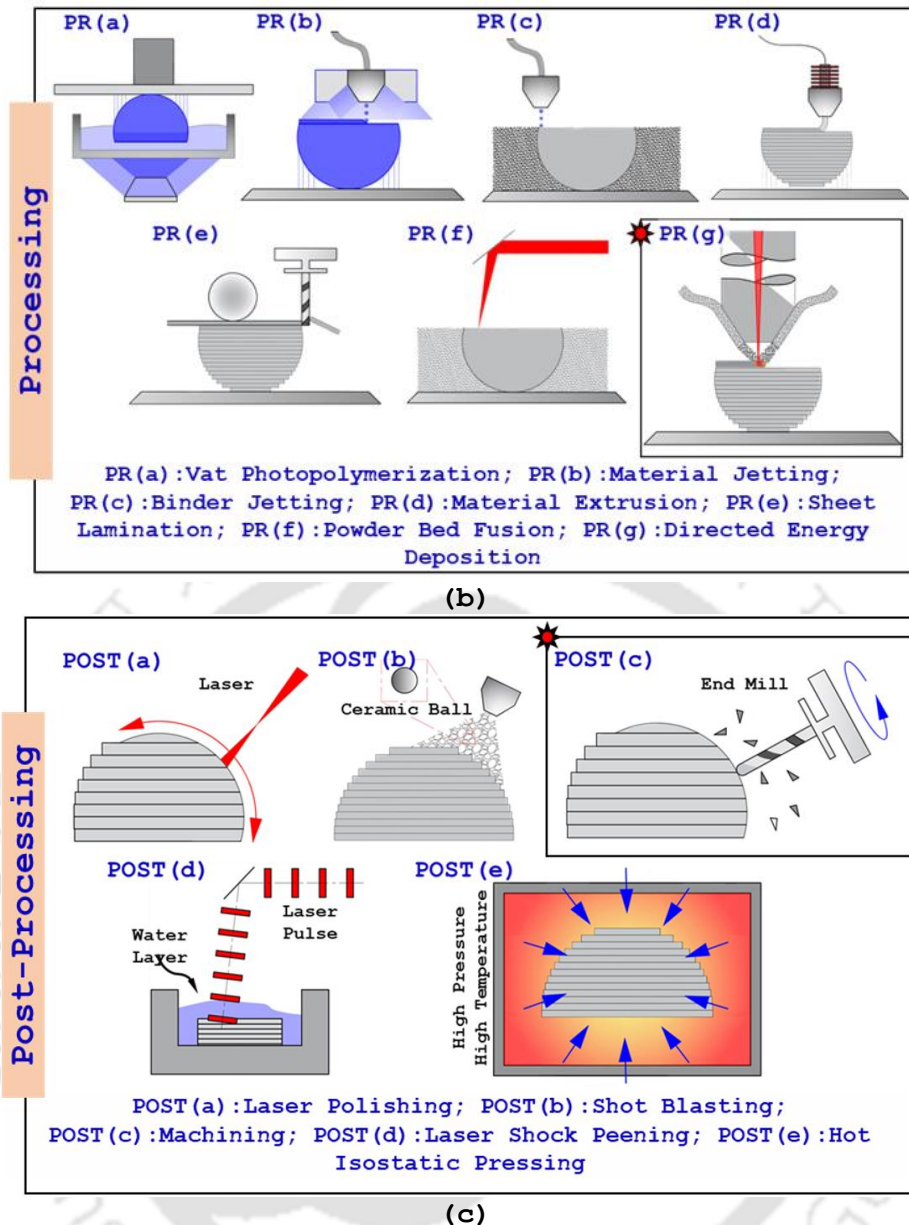 PR(a)
PR(b)
PR(c)
PR(d)
PR(e)
PR(f)
PR(g)
Processing
PR(a):Vat Photopolymerization; PR(b):Material Jetting;
PR(c):Binder Jetting; PR(d):Material Extrusion; PR(e):Sheet
Lamination; PR(f):Powder Bed Fusion; PR(g):Directed Energy
Deposition
(b)
POST(a)
Laser
POST(b)
Ceramic Ball
POST(c)
End Mill
Post-Processing
POST(d)
Laser
Pulse
Water
Layer
POST(e)
High Pressure
High Temperature
POST(a):Laser Polishing; POST(b):Shot Blasting;
POST(c):Machining; POST(d):Laser Shock Peening; POST(e):Hot
Isostatic Pressing
(c)